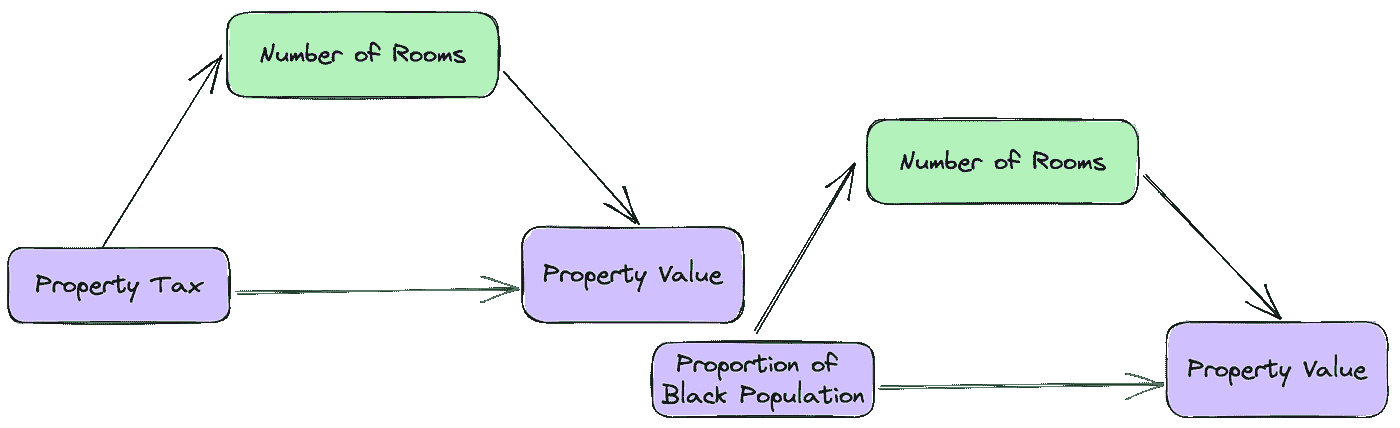 Number of Rooms
Property Tax
Property Value
Number of Rooms
Proportion of
Black Population
Property Value